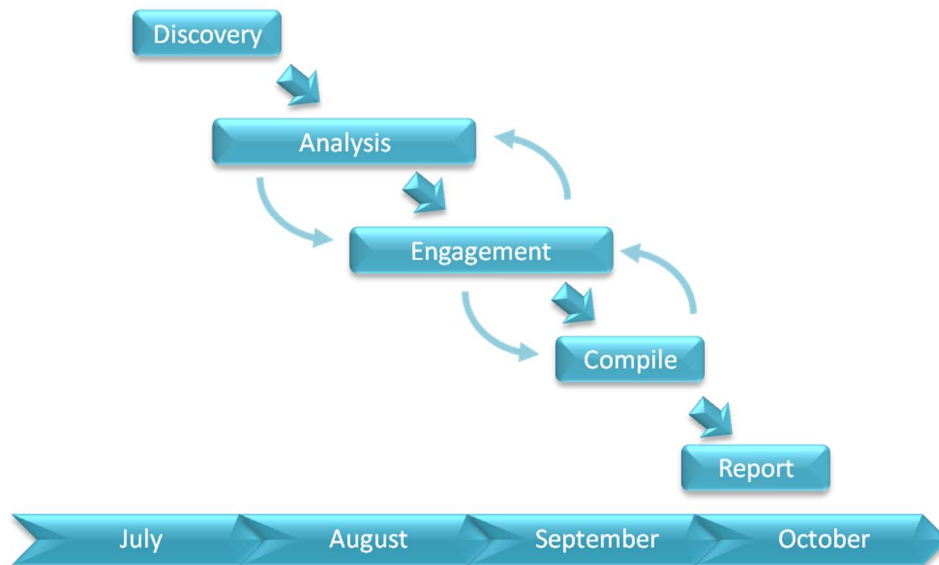 Discovery
Analysis
Engagement
Compile
Report
July August September October